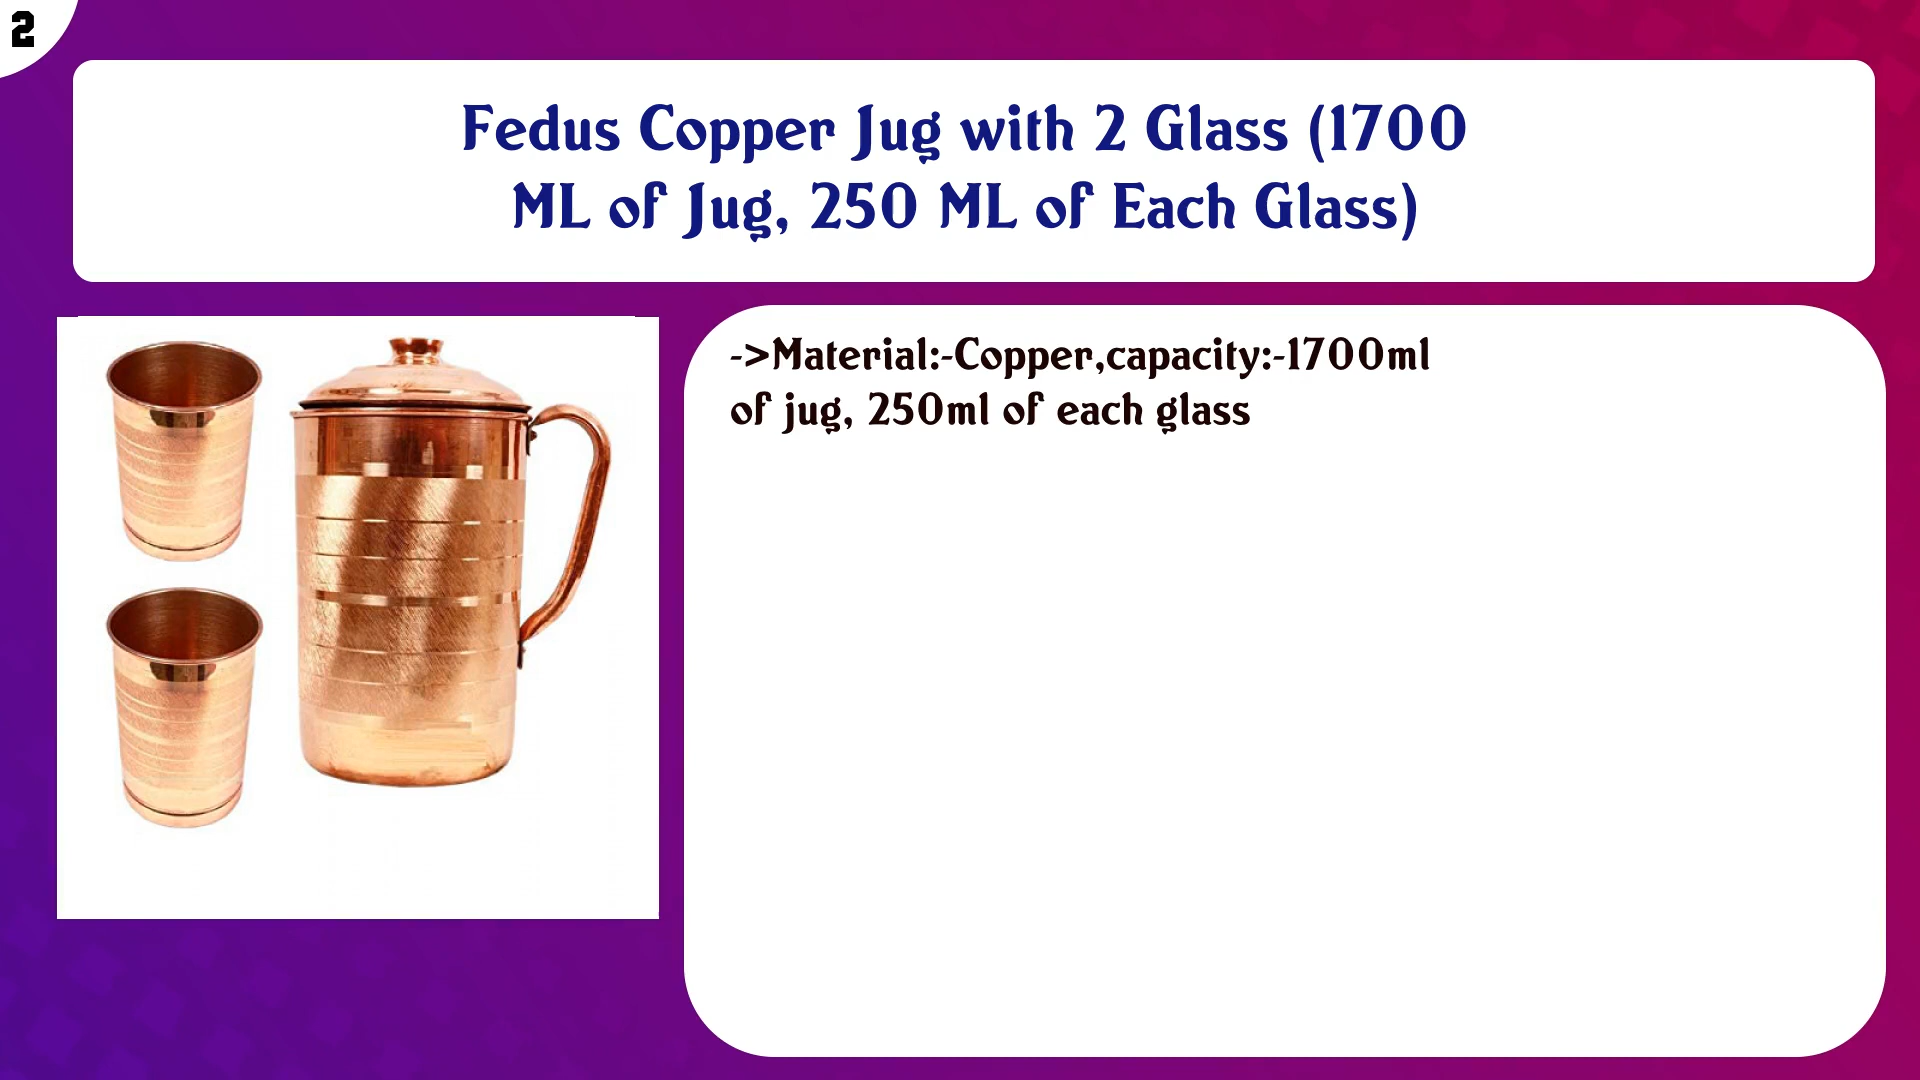 2
Fedus Copper Jug with 2 Glass (1700
ML of Jug, 250 ML of Each Glass)
->Material:-Copper,capacity:-1700ml
of jug, 250ml of each glass